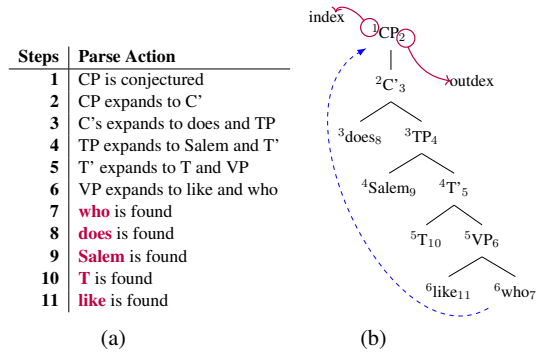 Steps Parse Action
1 CP is conjectured
2 CP expands to C'
3 C's expands to does and TP
4 TP expands to Salem and T'
5 T' expands to T and VP
6 VP expands to like and who
7 who is found
8 does is found
9 Salem is found
10 T is found
11 like is found
(a)
index
1CP2
outdex
2C'3
3does8 3TP4
4Salem9 4T'5
5T10 5VP6
6like11 6who7
(b)